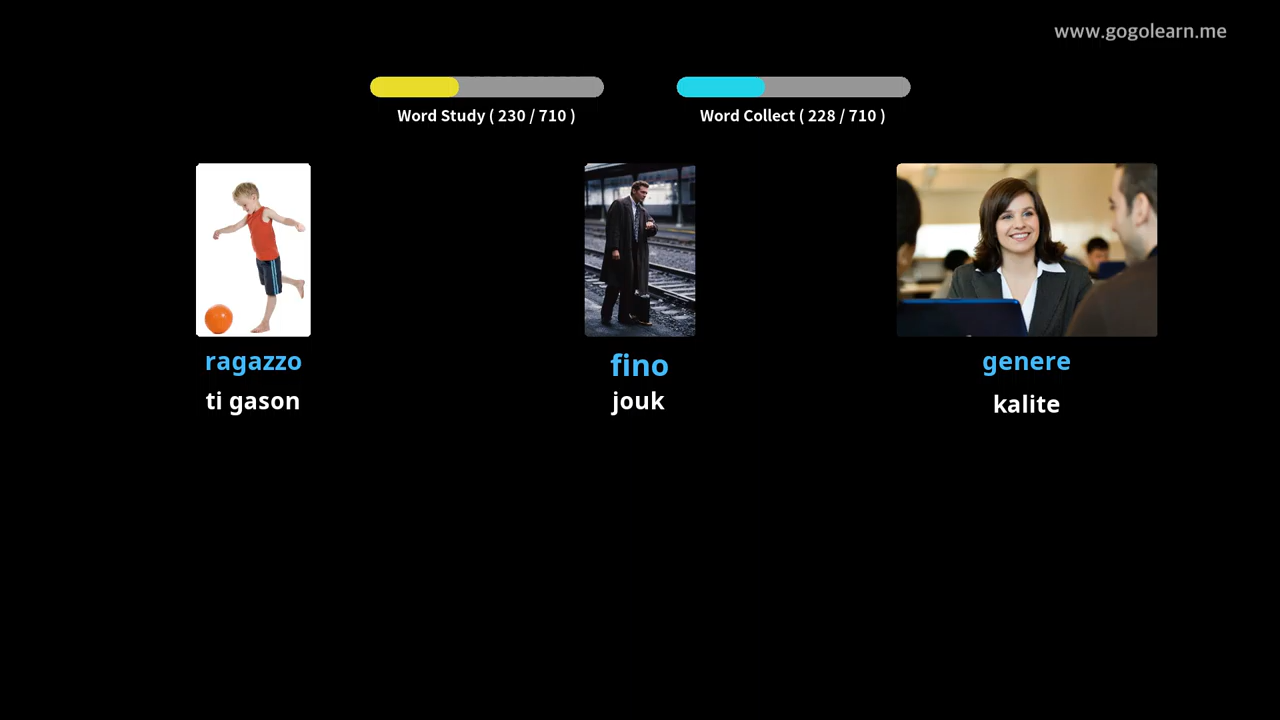 www.gogolearn.me
Word Study ( 230 / 710 )
Word Collect ( 228 / 710 )
ragazzo
ti gason
fino
jouk
genere
kalite